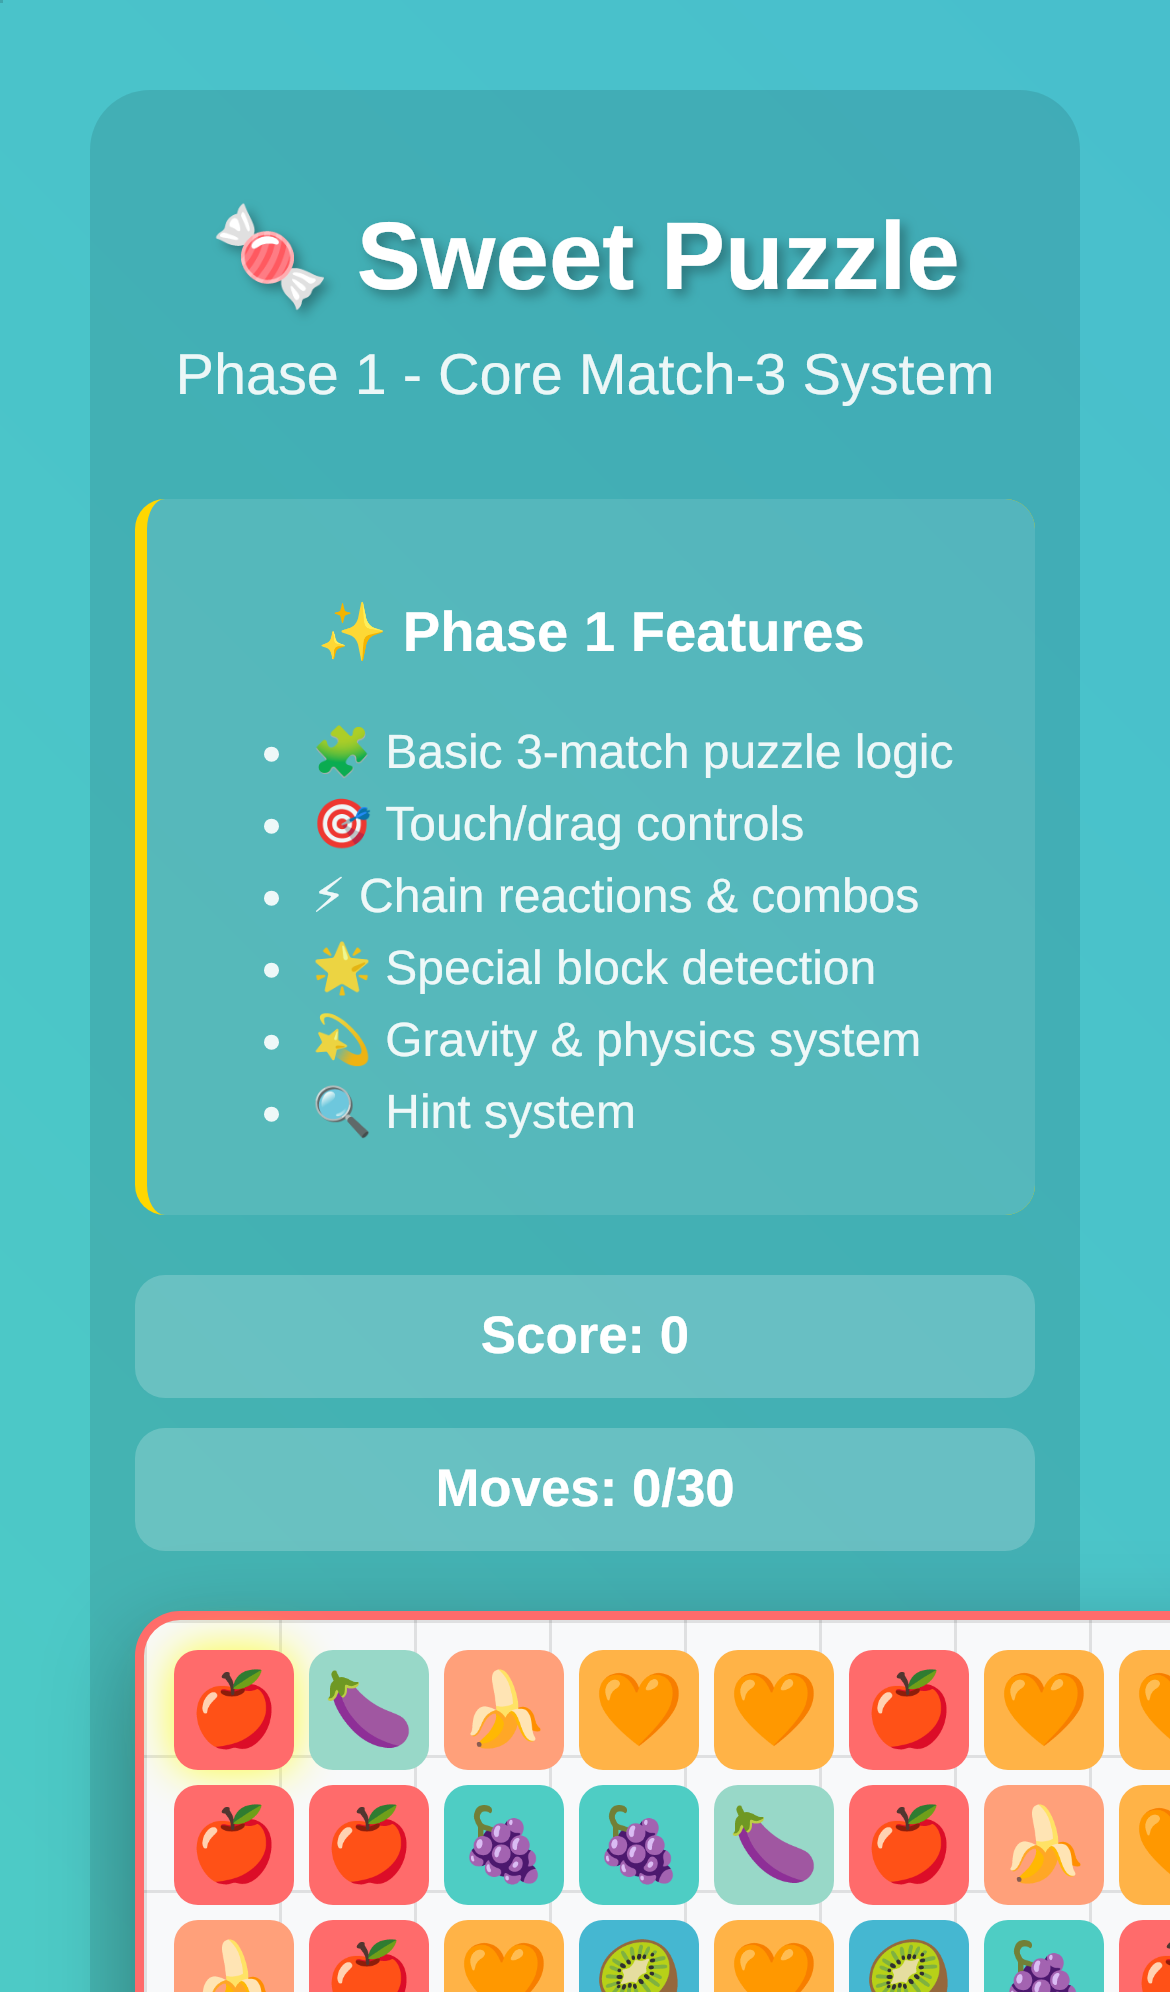 🍬 Sweet Puzzle
Phase 1 - Core Match-3 System
✨ Phase 1 Features
• 🧩 Basic 3-match puzzle logic
• 🎯 Touch/drag controls
• ⚡ Chain reactions & combos
• 🌟 Special block detection
• 💫 Gravity & physics system
• 🔍 Hint system
Score: 0
Moves: 0/30